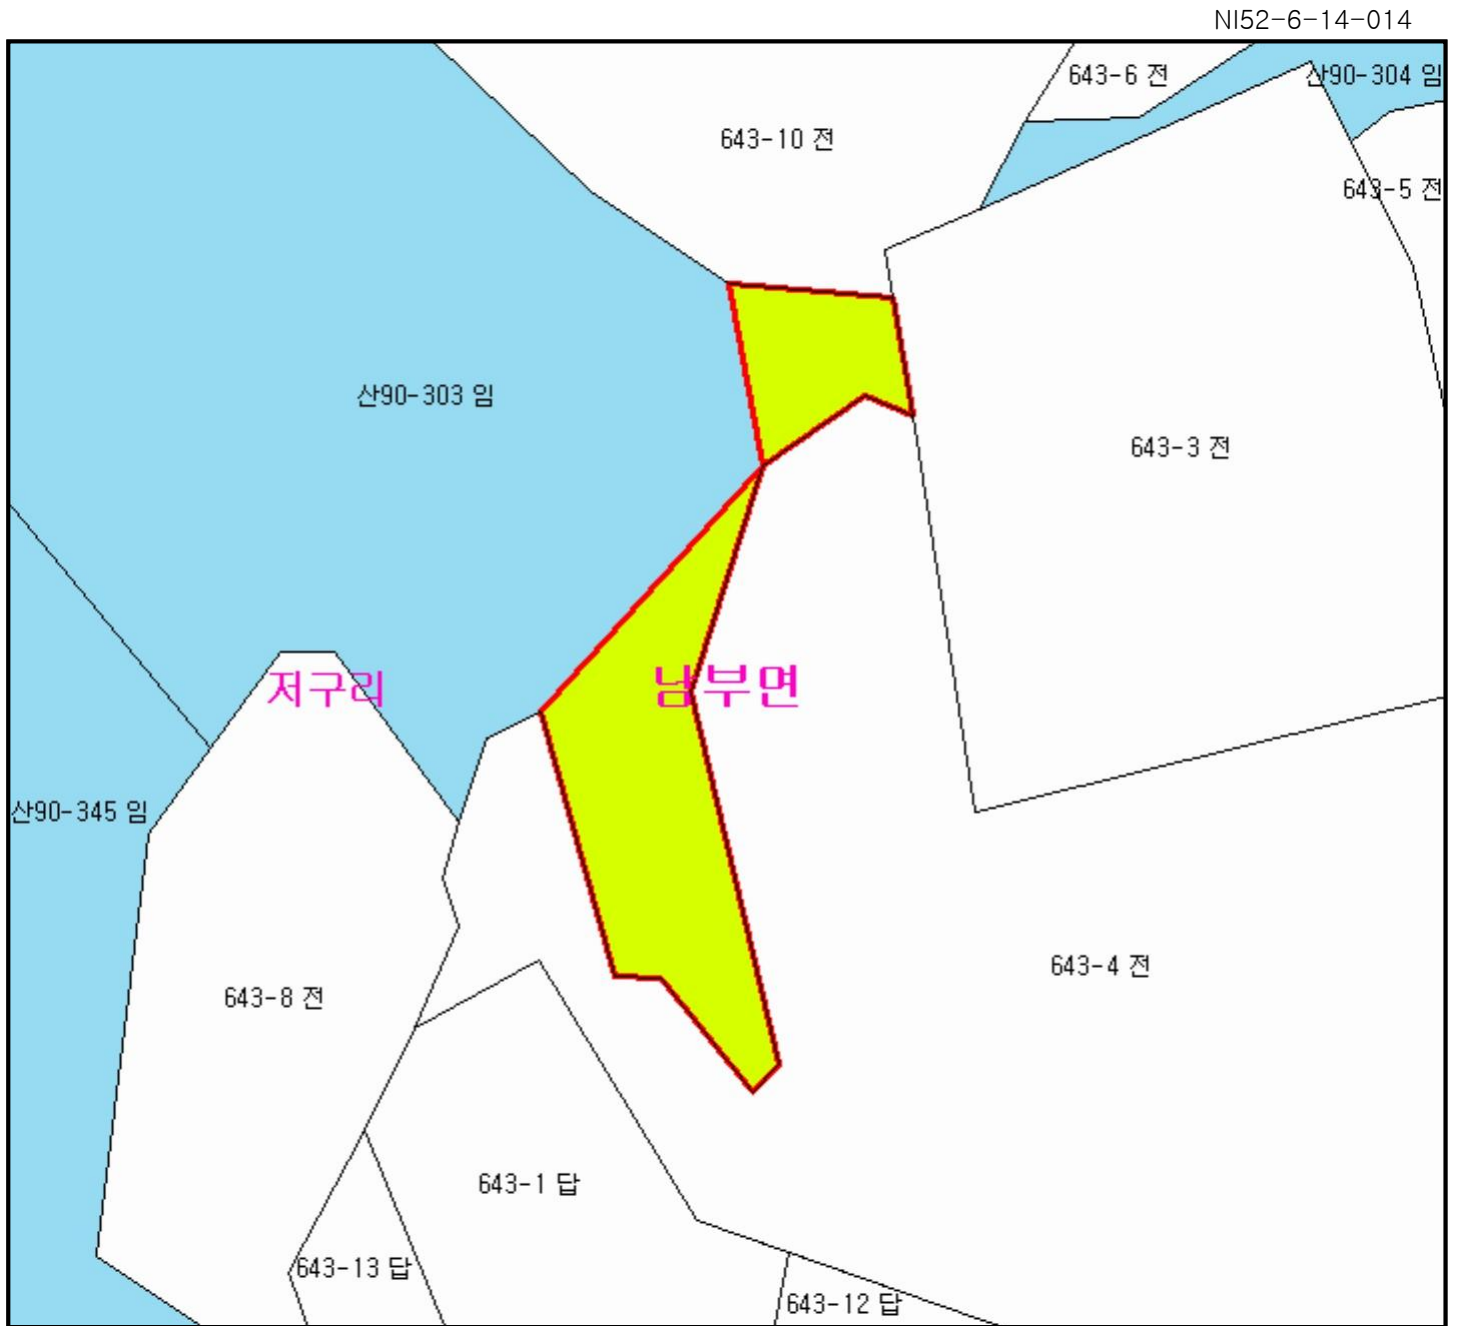 NI52-6-14-014
643-6 전
산90-304 임
643-10 전
643-5 전
산90-303 임
643-3 전
저구리
남부면
산90-345 임
643-4 전
643-8 전
643-1 답
643-13 답
643-12 답